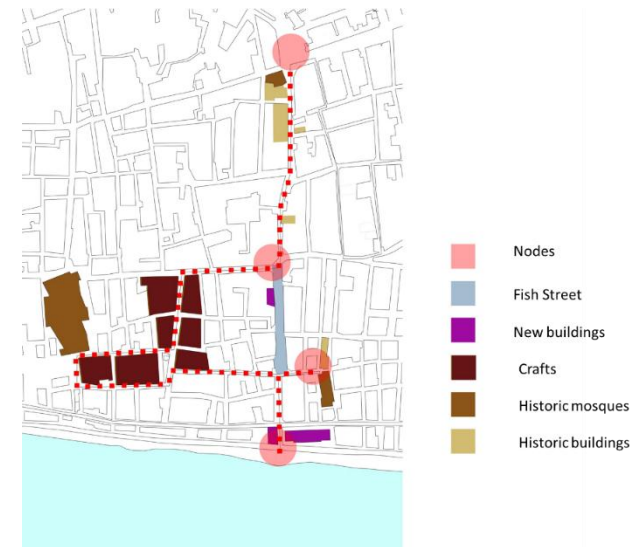 Nodes
Fish Street
New buildings
Crafts
Historic mosques
Historic buildings